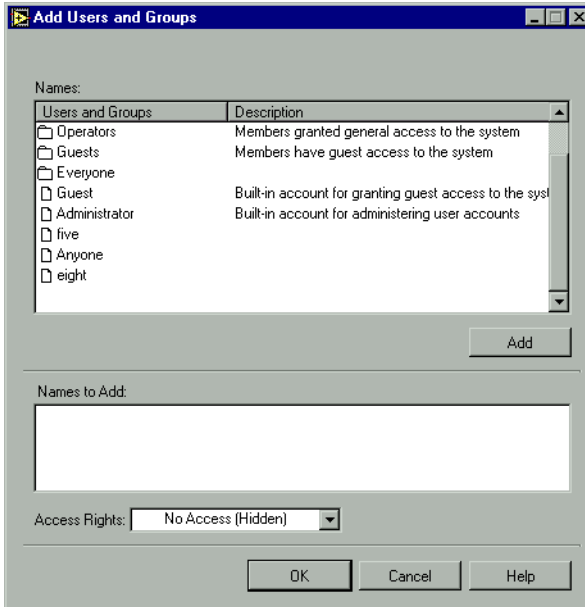 Add Users and Groups
Names:
Users and Groups Description
Operators Members granted general access to the system
Guests Members have guest access to the system
Everyone
Guest Built-in account for granting guest access to the syst
Administrator Built-in account for administering user accounts
five
Anyone
eight
Add
Names to Add:
Access Rights: No Access (Hidden)
OK Cancel Help